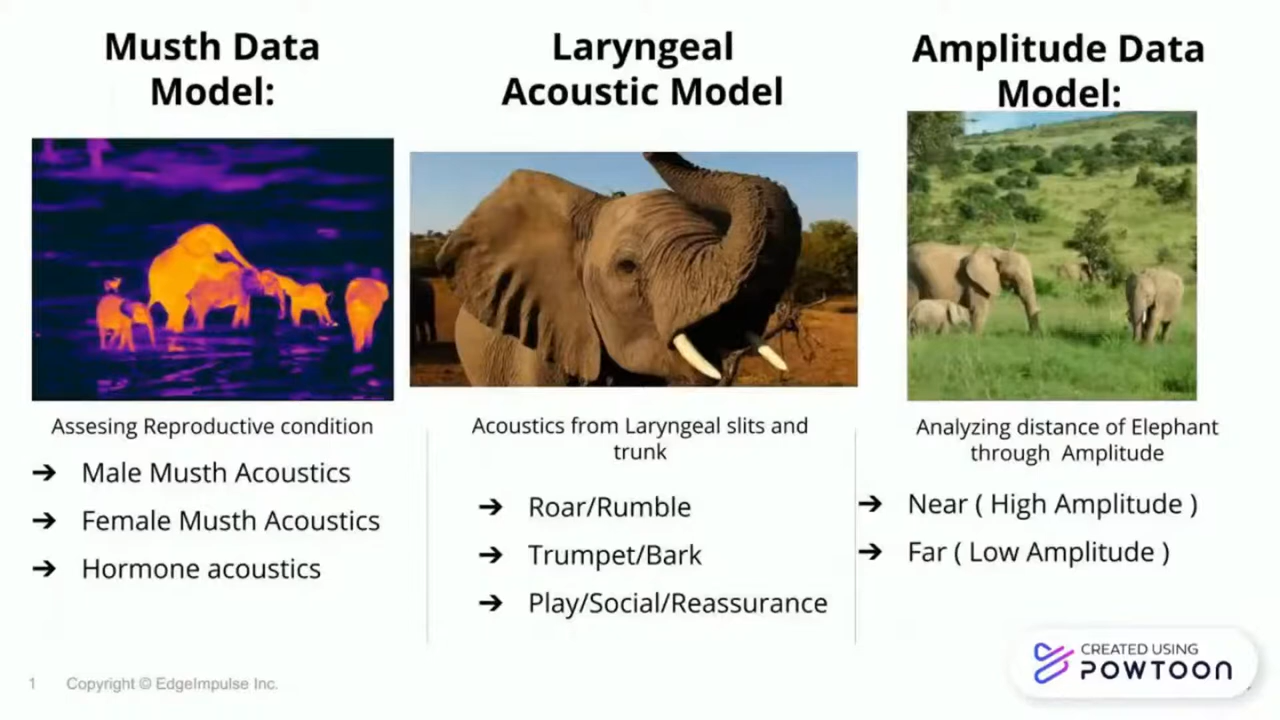 Musth Data
Model:
Assesing Reproductive condition
➔ Male Musth Acoustics
➔ Female Musth Acoustics
➔ Hormone acoustics
Laryngeal
Acoustic Model
Acoustics from Laryngeal slits and
trunk
➔ Roar/Rumble
➔ Trumpet/Bark
➔ Play/Social/Reassurance
Amplitude Data
Model:
Analyzing distance of Elephant
through Amplitude
➔ Near ( High Amplitude )
➔ Far ( Low Amplitude )
1 Copyright © EdgeImpulse Inc.
CREATED USING
POWTOON